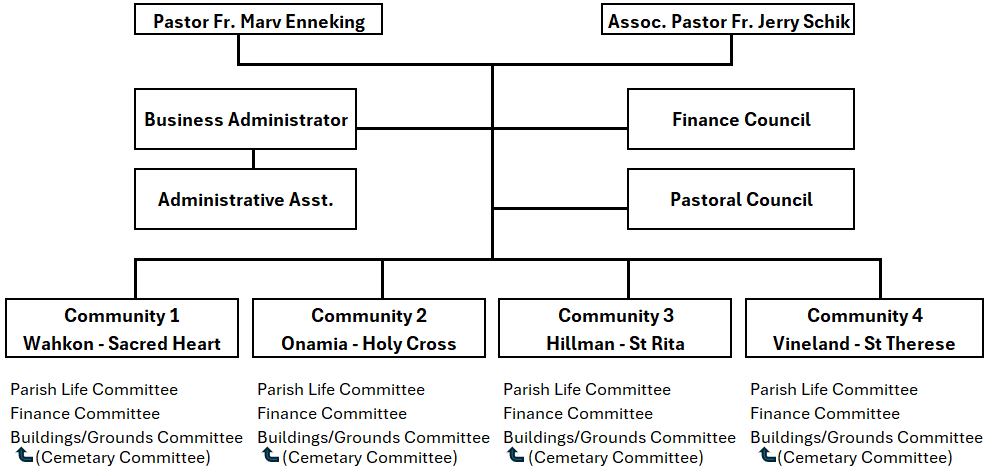 Pastor Fr. Marv Enneking
Assoc. Pastor Fr. Jerry Schik
Business Administrator
Finance Council
Administrative Asst.
Pastoral Council
Community 1
Wahkon - Sacred Heart
Community 2
Onamia - Holy Cross
Community 3
Hillman - St Rita
Community 4
Vineland - St Therese
Parish Life Committee
Finance Committee
Buildings/Grounds Committee
(Cemetary Committee)
Parish Life Committee
Finance Committee
Buildings/Grounds Committee
(Cemetary Committee)
Parish Life Committee
Finance Committee
Buildings/Grounds Committee
(Cemetary Committee)
Parish Life Committee
Finance Committee
Buildings/Grounds Committee
(Cemetary Committee)